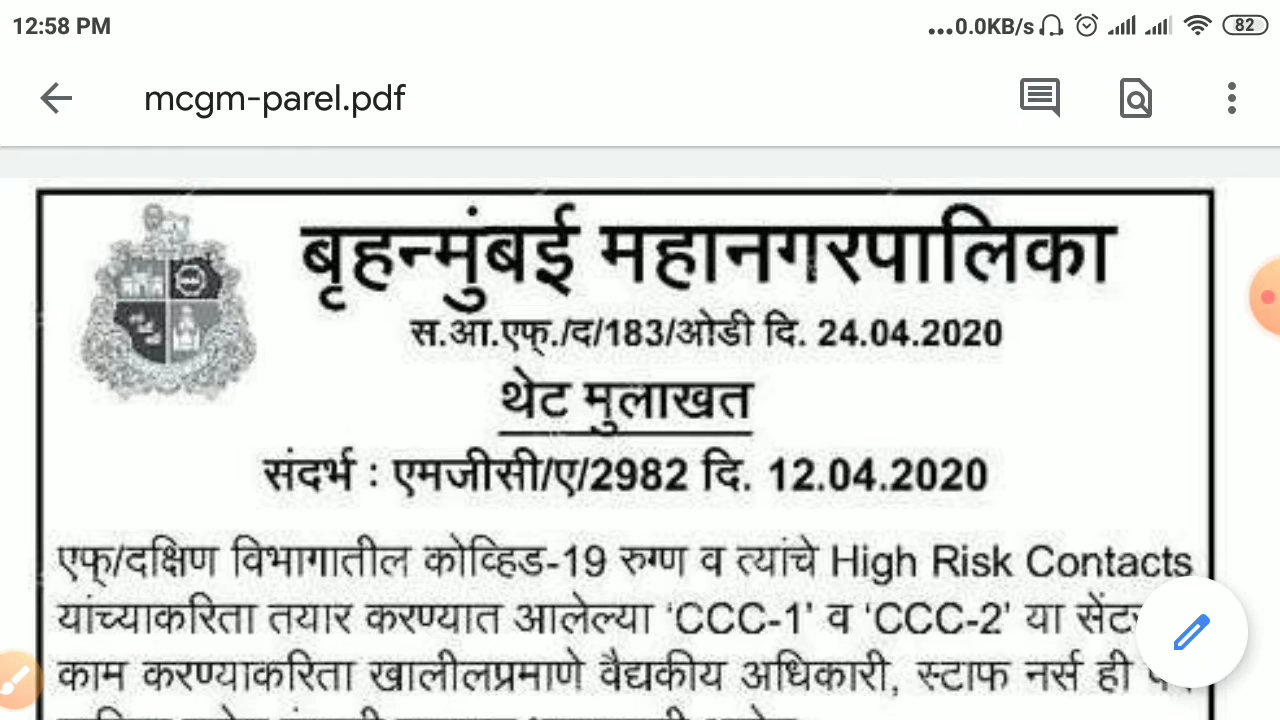 12:58 PM
...0.0KB/s 82
mcgm-parel.pdf
बृहन्मुंबई महानगरपालिका
स.आ.एफ्./द/183/ओडी दि. 24.04.2020
थेट मुलाखत
संदर्भ : एमजीसी/ए/2982 दि. 12.04.2020
एफ्/दक्षिण विभागातील कोव्हिड-19 रुग्ण व त्यांचे High Risk Contacts
यांच्याकरिता तयार करण्यात आलेल्या 'CCC-1' व 'CCC-2' या
काम करण्याकरिता खालीलप्रमाणे वैद्यकीय अधिकारी, स्टाफ नर्स ही